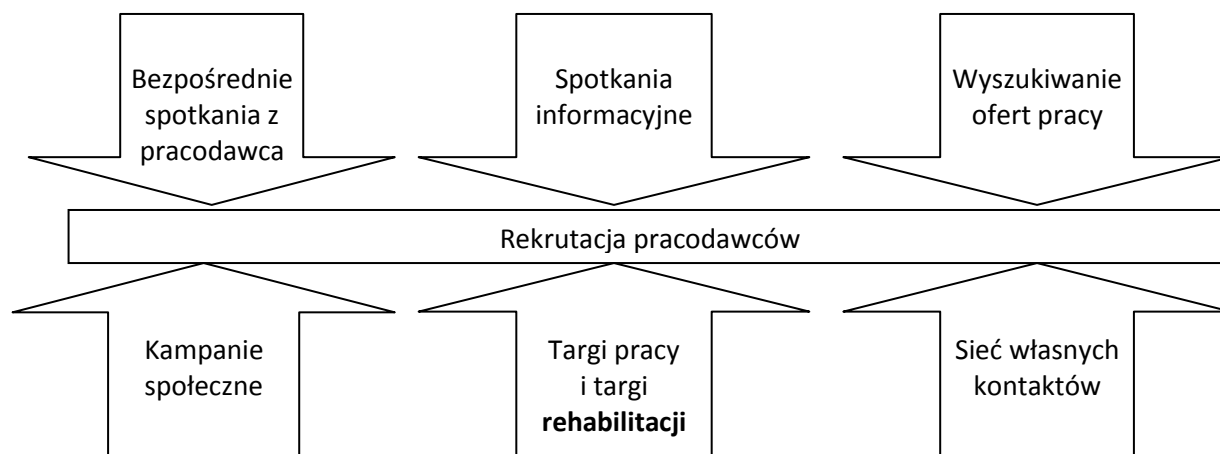 Bezpośrednie
spotkania z
pracodawca
Spotkania
informacyjne
Wyszukiwanie
ofert pracy
Rekrutacja pracodawców
Kampanie
społeczne
Targi pracy
i targi
rehabilitacji
Sieć własnych
kontaktów